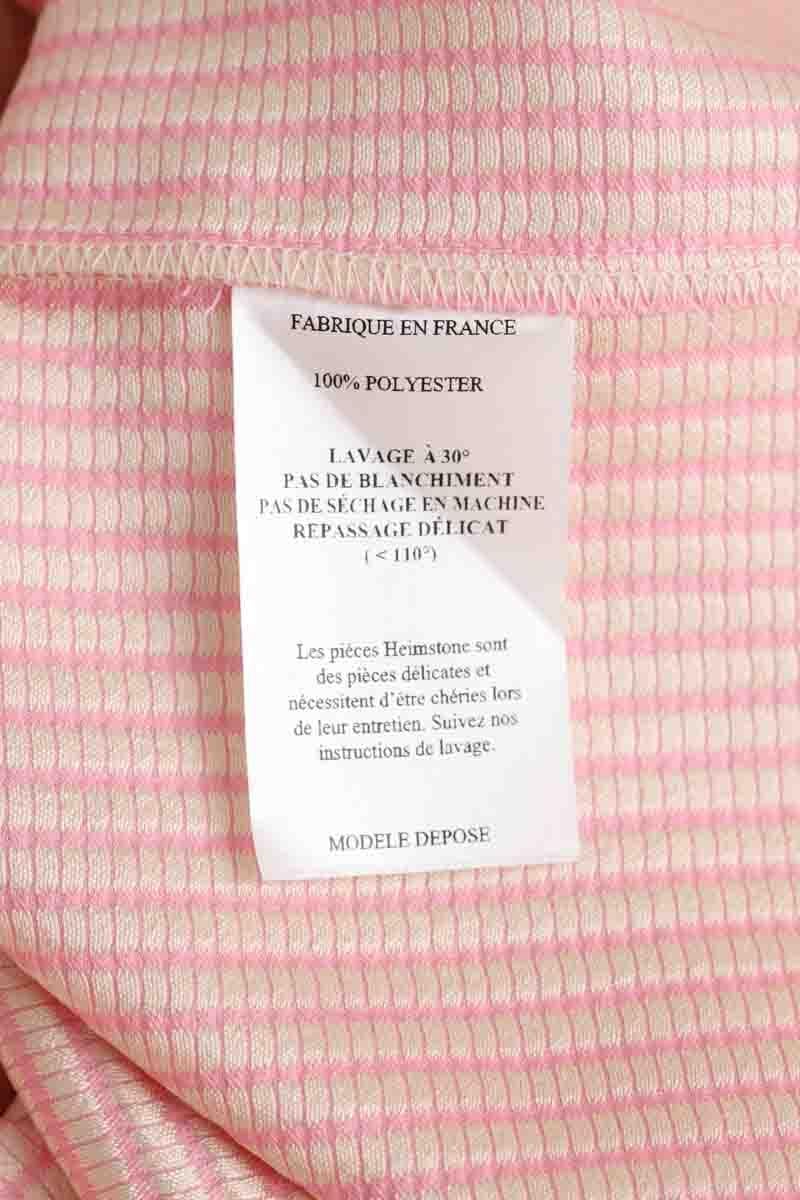 FABRIQUE EN FRANCE
100% POLYESTER
LAVAGE À 30°
PAS DE BLANCHIMENT
PAS DE SÉCHAGE EN MACHINE
REPASSAGE DÉLICAT
( < 110°)
Les pièces Heimstone sont
des pièces délicates et
nécessitent d'être chéries lors
de leur entretien. Suivez nos
instructions de lavage.
MODELE DEPOSE